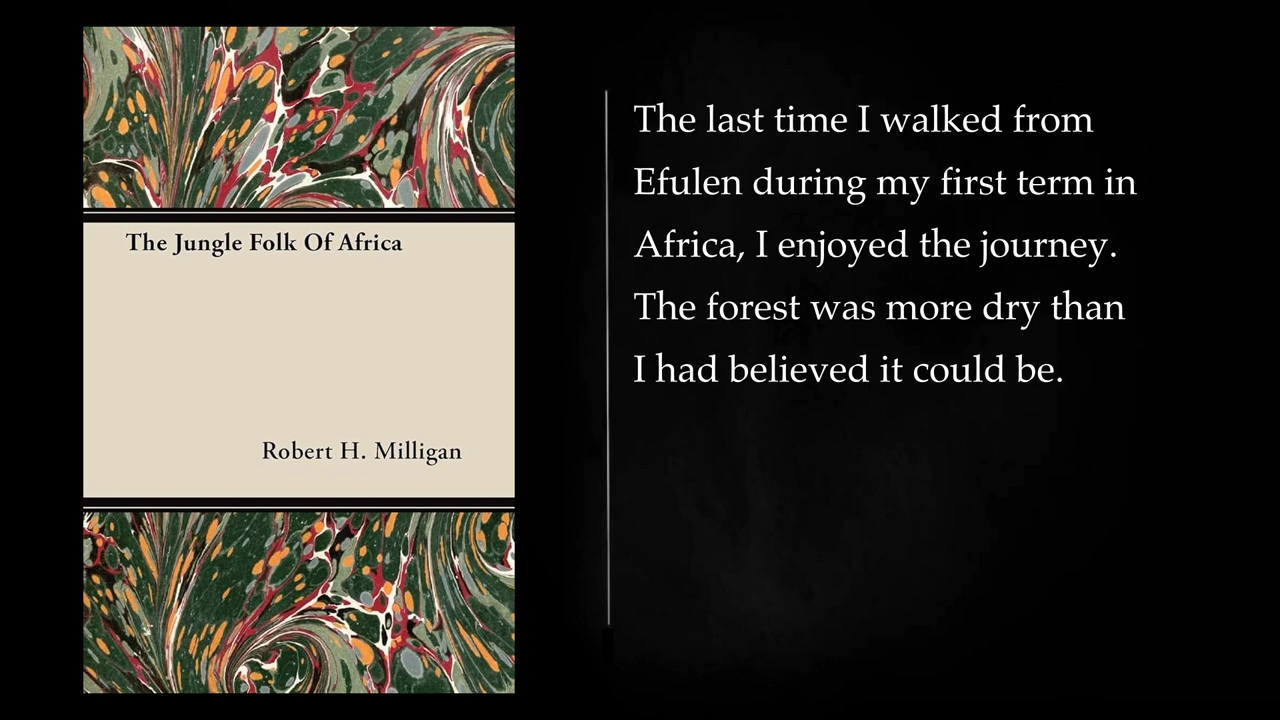 The Jungle Folk Of Africa
Robert H. Milligan
The last time I walked from
Efulen during my first term in
Africa, I enjoyed the journey.
The forest was more dry than
I had believed it could be.